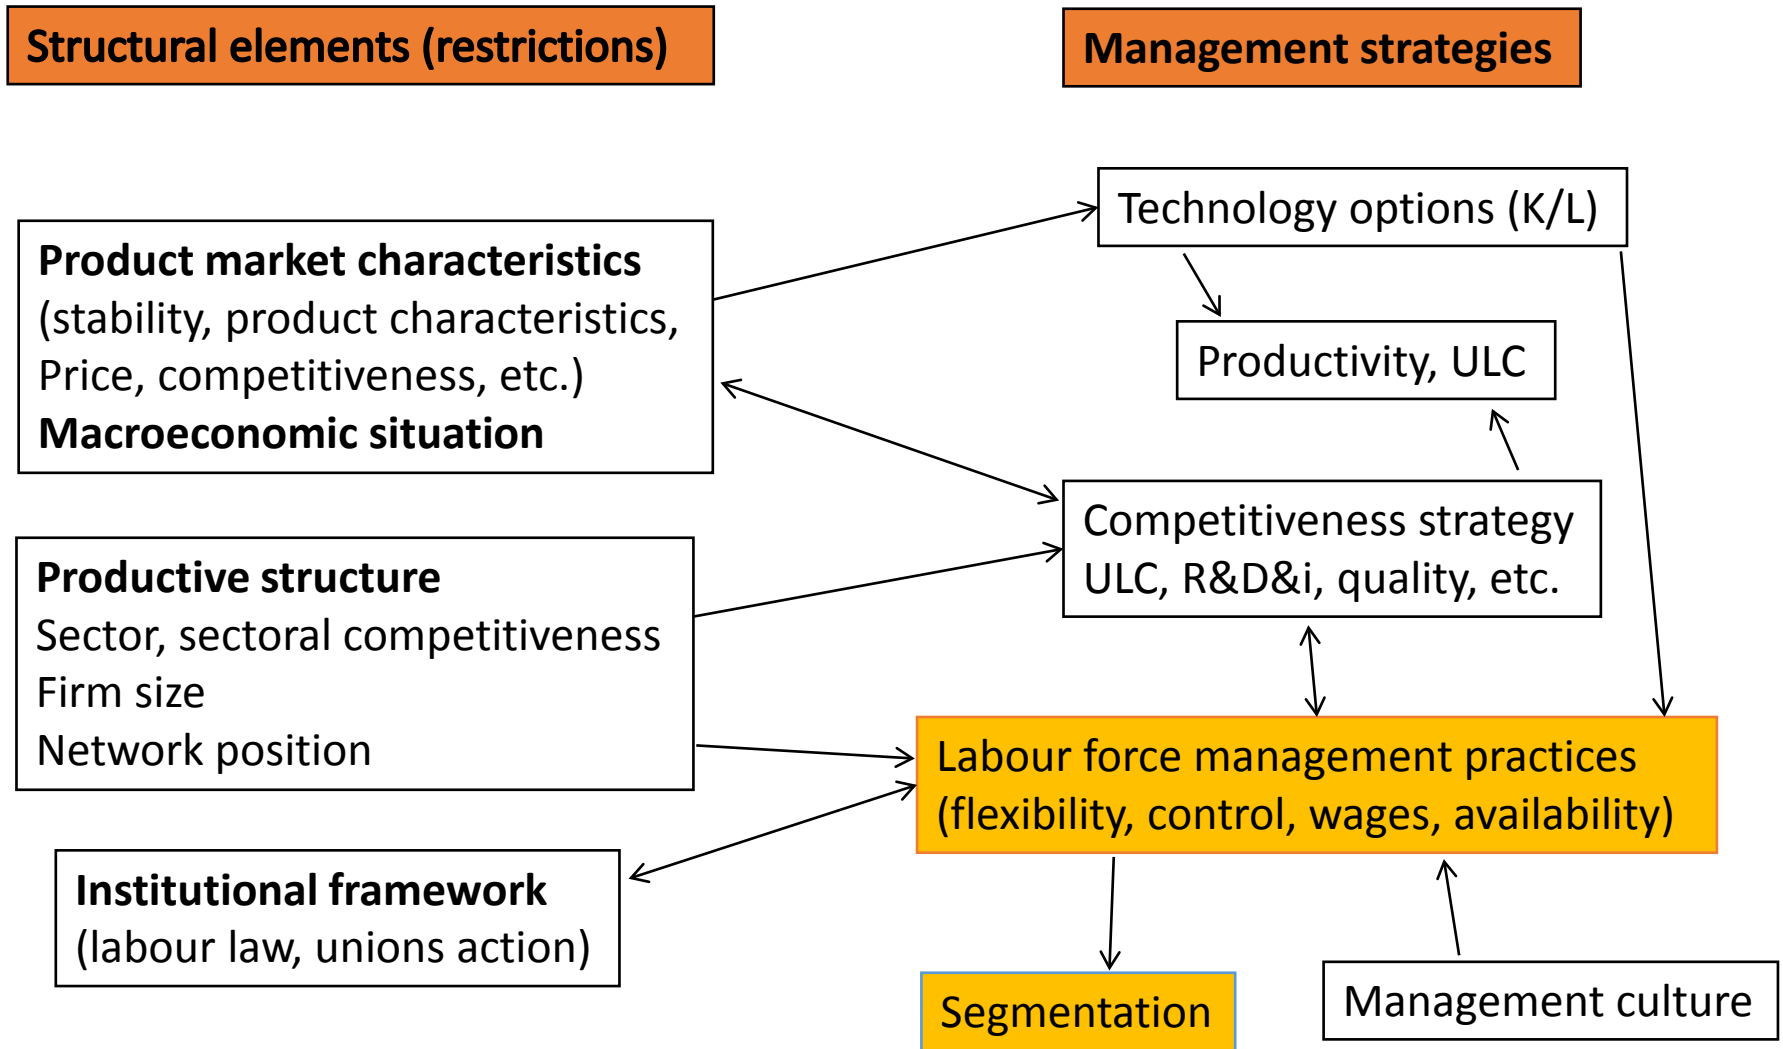 Structural elements (restrictions)
Management strategies
Technology options (K/L)
Product market characteristics
(stability, product characteristics,
Price, competitiveness, etc.)
Macroeconomic situation
Productivity, ULC
Competitiveness strategy
ULC, R&D&i, quality, etc.
Productive structure
Sector, sectoral competitiveness
Firm size
Network position
Labour force management practices
(flexibility, control, wages, availability)
Institutional framework
(labour law, unions action)
Segmentation
Management culture